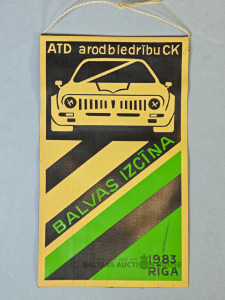 ATD arodbiedrību CK
BALVAS IZCĪŅA
1983
RĪGA